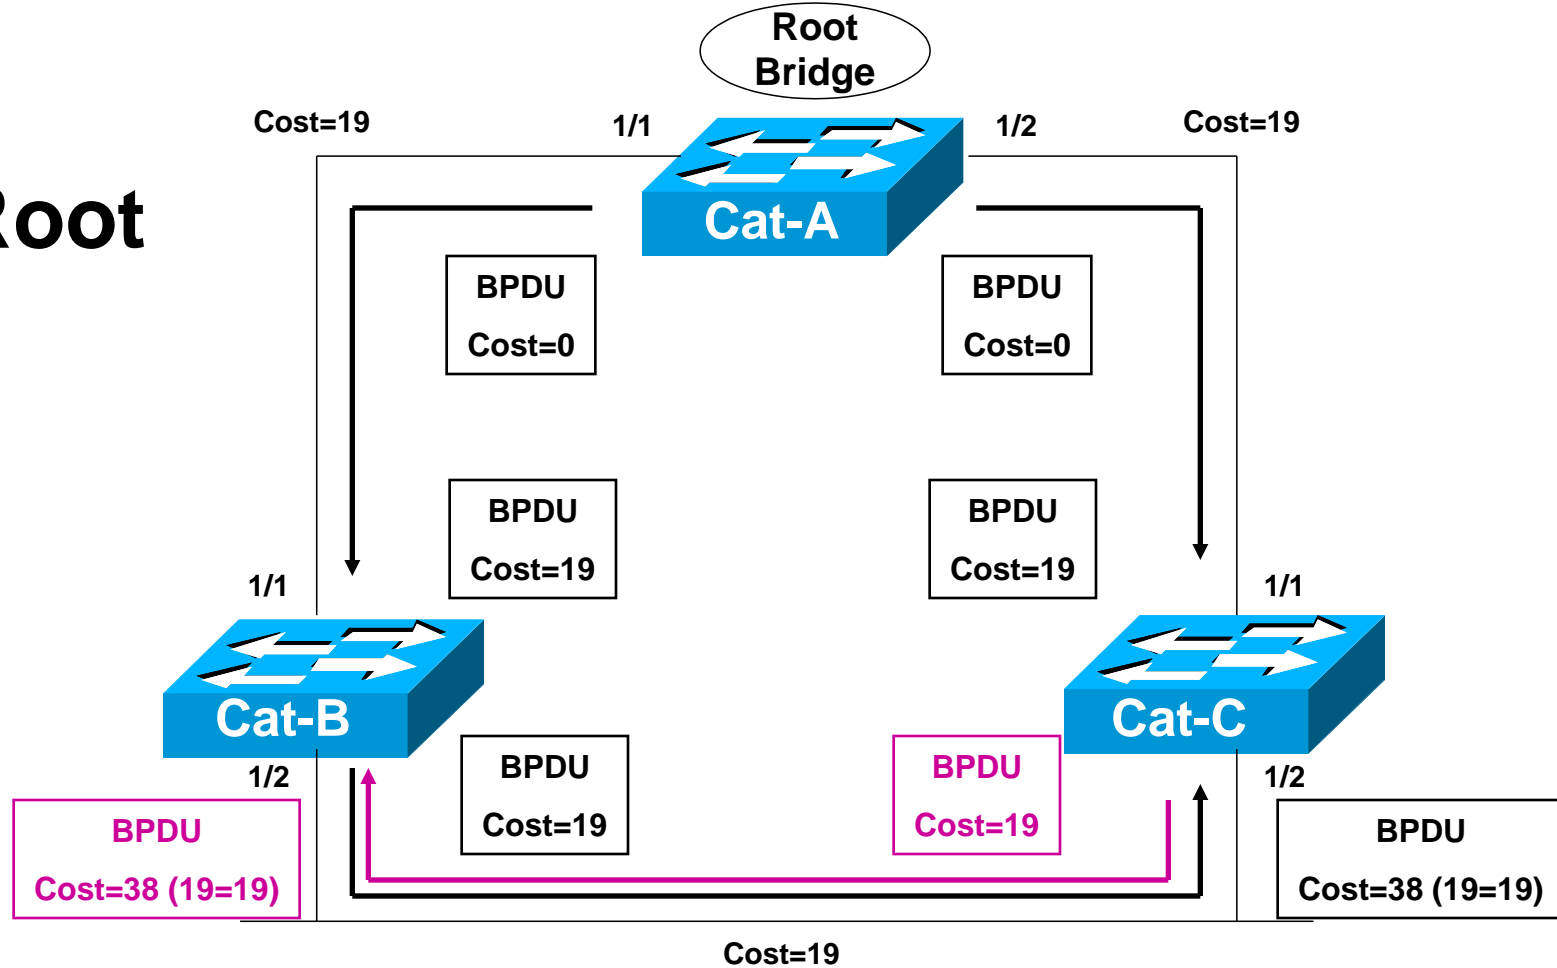 Root
Bridge
Cost=19
1/1
1/2
Cost=19
Root
Cat-A
BPDU
Cost=0
BPDU
Cost=0
BPDU
Cost=19
BPDU
Cost=19
1/1
1/1
Cat-B
Cat-C
1/2
BPDU
Cost=19
BPDU
Cost=19
1/2
BPDU
Cost=38 (19=19)
BPDU
Cost=38 (19=19)
Cost=19